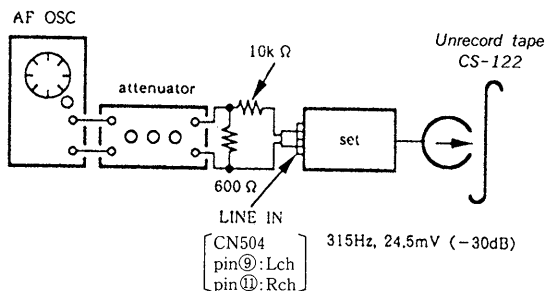 AF OSC
attenuator
10k Ω
600 Ω
set
Unrecord tape
CS-122
LINE IN
CN504
pin⑨:Lch
pin⑪:Rch
315Hz, 24.5mV (−30dB)